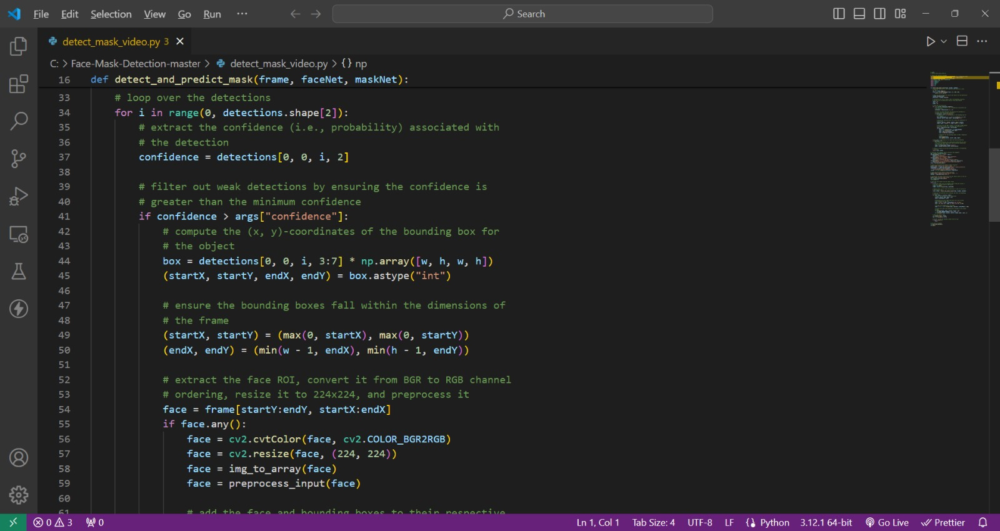 File Edit Selection View Go Run ··· Search
detect_mask_video.py 3
C: > Face-Mask-Detection-master > detect_mask_video.py > {} np
16 def detect_and_predict_mask(frame, faceNet, maskNet):
33 # loop over the detections
34 for i in range(0, detections.shape[2]):
35 # extract the confidence (i.e., probability) associated with
36 # the detection
37 confidence = detections[0, 0, i, 2]
38
39 # filter out weak detections by ensuring the confidence is
40 # greater than the minimum confidence
41 if confidence > args["confidence"]:
42 # compute the (x, y)-coordinates of the bounding box for
43 # the object
44 box = detections[0, 0, i, 3:7] * np.array([w, h, w, h])
45 (startX, startY, endX, endY) = box.astype("int")
46
47 # ensure the bounding boxes fall within the dimensions of
48 # the frame
49 (startX, startY) = (max(0, startX), max(0, startY))
50 (endX, endY) = (min(w - 1, endX), min(h - 1, endY))
51
52 # extract the face ROI, convert it from BGR to RGB channel
53 # ordering, resize it to 224x224, and preprocess it
54 face = frame[startY:endY, startX:endX]
55 if face.any():
56 face = cv2.cvtColor(face, cv2.COLOR_BGR2RGB)
57 face = cv2.resize(face, (224, 224))
58 face = img_to_array(face)
59 face = preprocess_input(face)
60
61 # add the face and bounding boxes to their respective
0 3 0 Ln 1, Col 1 Tab Size: 4 UTF-8 LF Python 3.12.1 64-bit Go Live Prettier